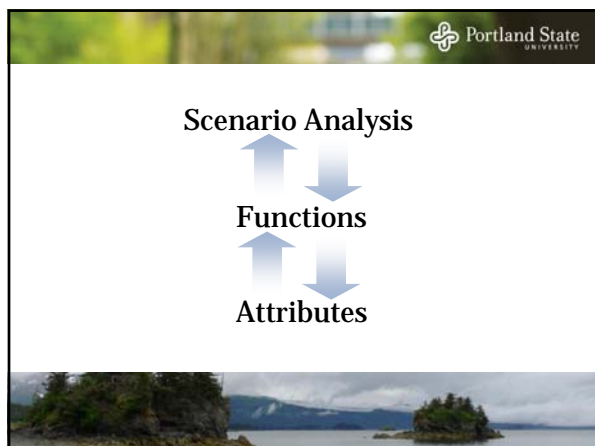 Portland State
UNIVERSITY
Scenario Analysis
Functions
Attributes